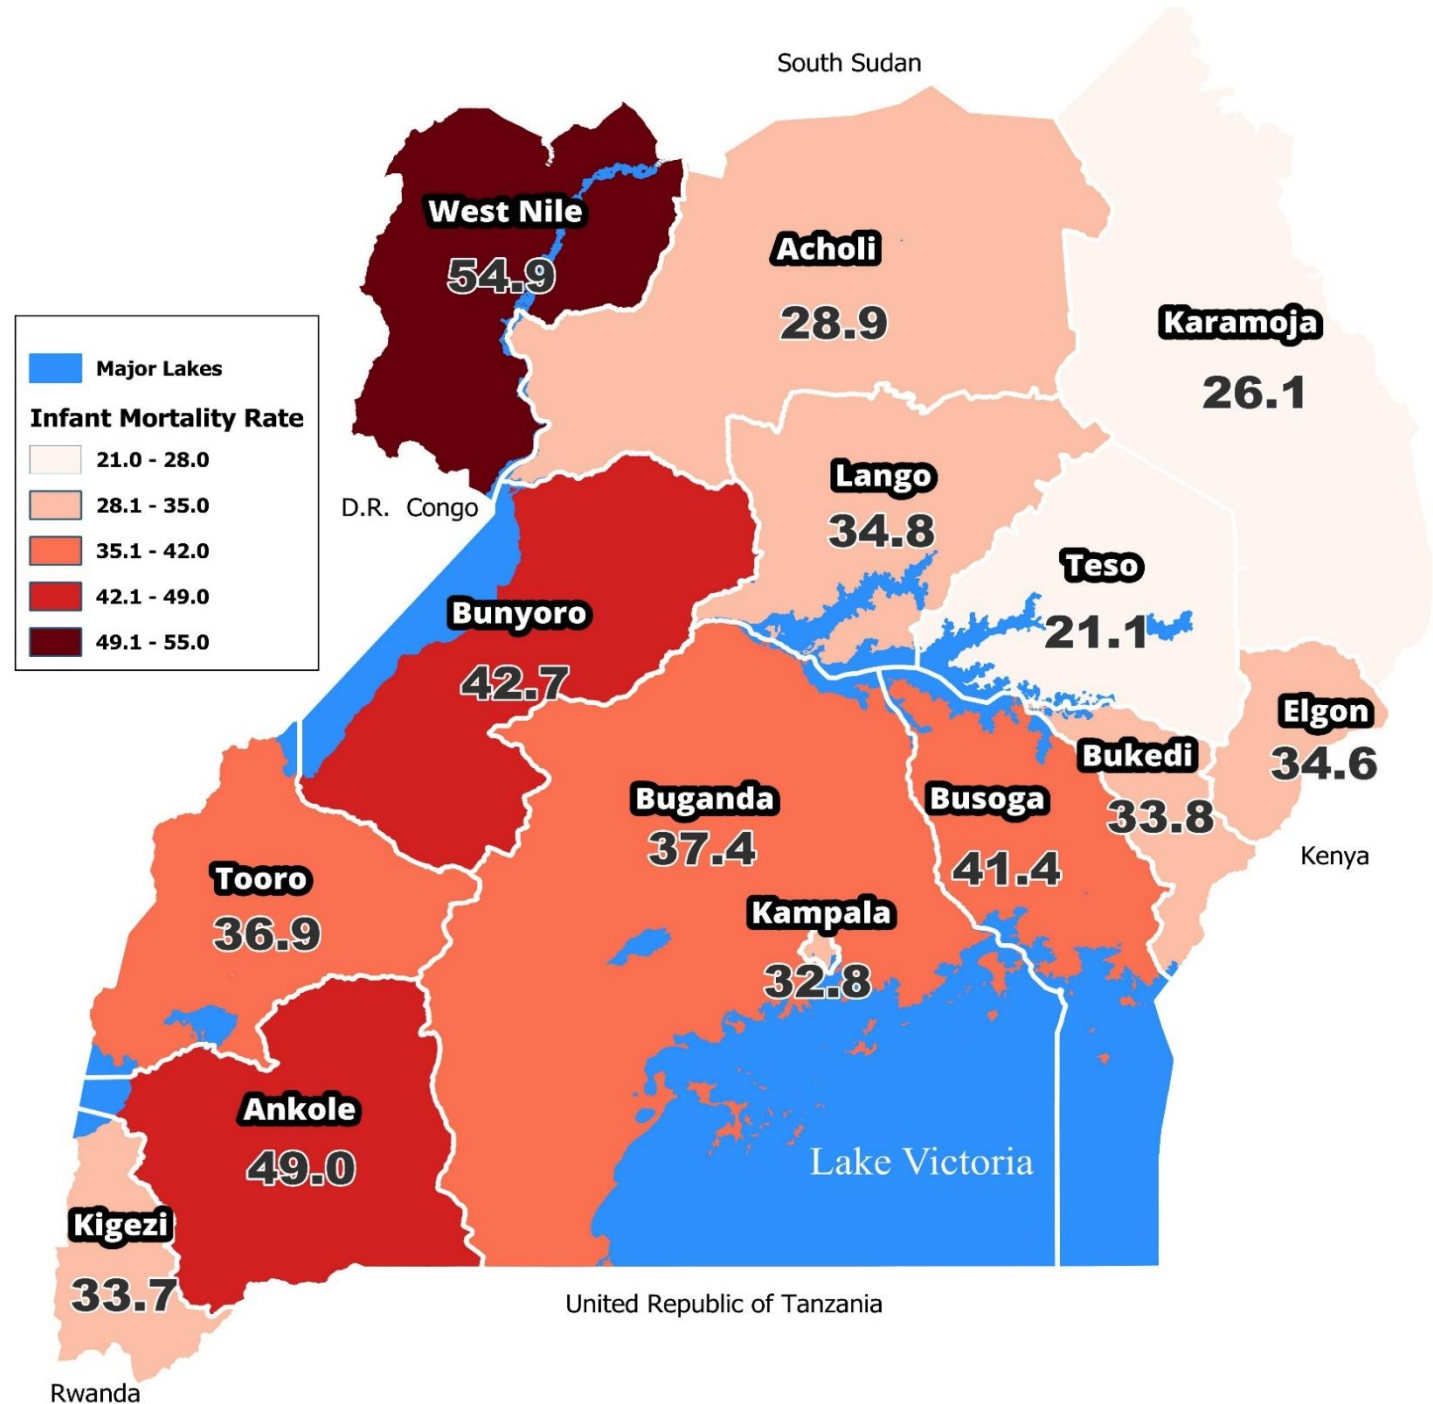 South Sudan
West Nile
54.9
Acholi
28.9
Karamoja
26.1
Major Lakes
Infant Mortality Rate
21.0 - 28.0
28.1 - 35.0
35.1 - 42.0
42.1 - 49.0
49.1 - 55.0
D.R. Congo
Lango
34.8
Teso
21.1
Bunyoro
42.7
Elgon
34.6
Bukedi
33.8
Buganda
37.4
Busoga
41.4
Kenya
Tooro
36.9
Kampala
32.8
Ankole
49.0
Lake Victoria
Kigezi
33.7
United Republic of Tanzania
Rwanda